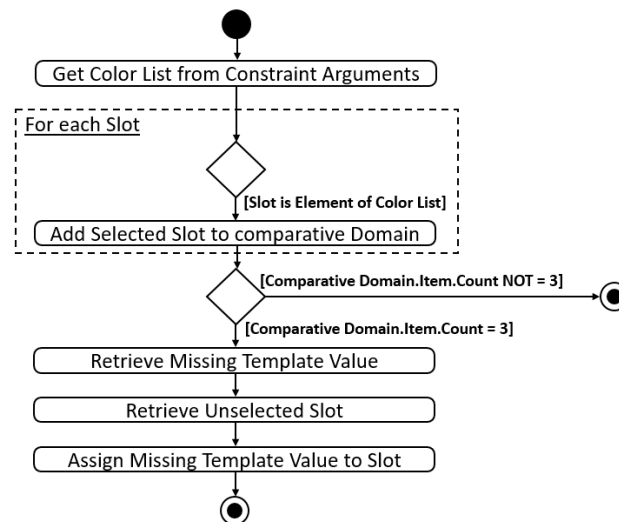 Get Color List from Constraint Arguments
For each Slot
[Slot is Element of Color List]
Add Selected Slot to comparative Domain
[Comparative Domain.Item.Count NOT = 3]
[Comparative Domain.Item.Count = 3]
Retrieve Missing Template Value
Retrieve Unselected Slot
Assign Missing Template Value to Slot